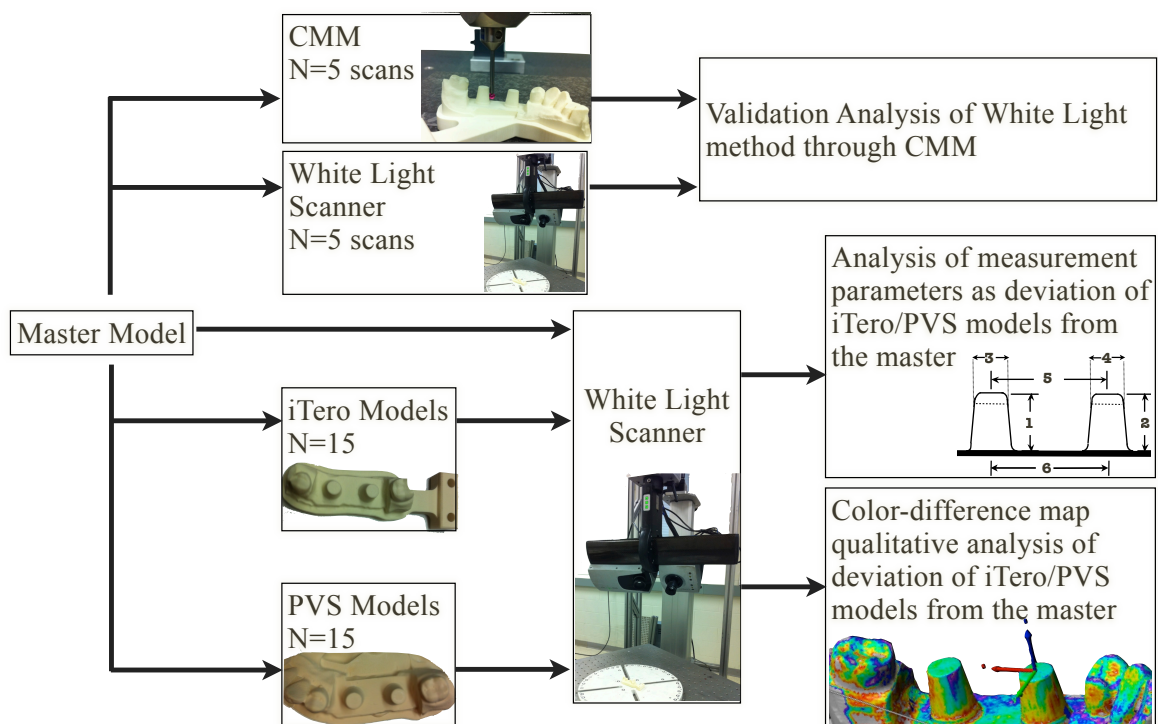 CMM
N=5 scans
White Light
Scanner
N=5 scans
Validation Analysis of White Light
method through CMM
Master Model
iTero Models
N=15
PVS Models
N=15
White Light
Scanner
Analysis of measurement
parameters as deviation of
iTero/PVS models from
the master
3
4
5
1
2
6
Color-difference map
qualitative analysis of
deviation of iTero/PVS
models from the master